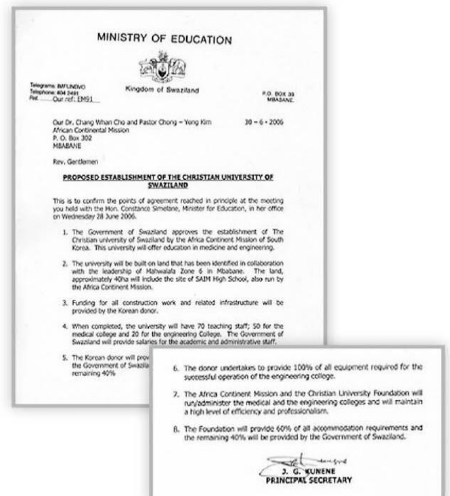 MINISTRY OF EDUCATION
Telegrams: IMFUNDVO
Telephone: 404 2491
Ref. Our ref: EM91
Kingdom of Swaziland
P.O. BOX 39
MBABANE.
Our Dr. Chang Whan Cho and Pastor Chong – Yong Kim
30 – 6 - 2006
African Continental Mission
P. O. Box 302
MBABANE
Rev. Gentlemen
PROPOSED ESTABLISHMENT OF THE CHRISTIAN UNIVERSITY OF
SWAZILAND
This is to confirm the points of agreement reached in principle at the meeting
you held with the Hon. Constance Simelane, Minister for Education, in her office
on Wednesday 28 June 2006.
1. The Government of Swaziland approves the establishment of The
Christian university of Swaziland by the Africa Continent Mission of South
Korea. This university will offer education in medicine and engineering.
2. The university will be built on land that has been identified in collaboration
with the leadership of Mahwalala Zone 6 in Mbabane. The land,
approximately 40ha will include the site of SAIM High School, also run by
the Africa Continent Mission.
3. Funding for all construction work and related infrastructure will be
provided by the Korean donor.
4. When completed, the university will have 70 teaching staff; 50 for the
medical college and 20 for the engineering College. The Government of
Swaziland will provide salaries for the academic and administrative staff.
5. The Korean donor will prov
the Government of Swazila
remaining 40%
6. The donor undertakes to provide 100% of all equipment required for the
successful operation of the engineering college.
7. The Africa Continent Mission and the Christian University Foundation will
run/administer the medical and the engineering colleges and will maintain
a high level of efficiency and professionalism.
8. The Foundation will provide 60% of all accommodation requirements and
the remaining 40% will be provided by the Government of Swaziland.
J. G. KUNENE
PRINCIPAL SECRETARY